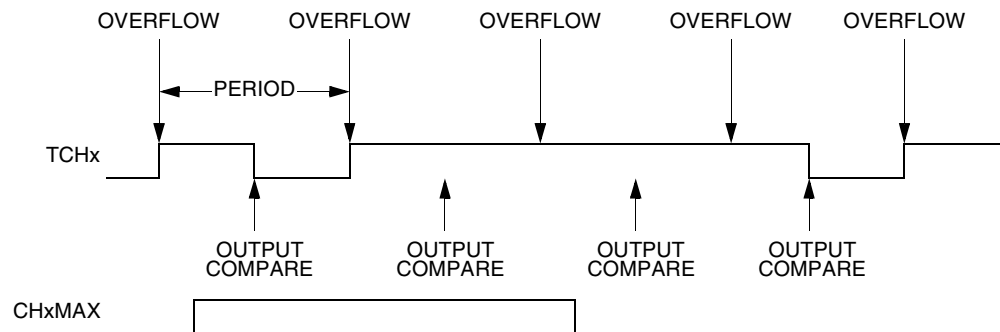 OVERFLOW OVERFLOW OVERFLOW OVERFLOW OVERFLOW
PERIOD
TCHx
OUTPUT COMPARE
OUTPUT COMPARE
OUTPUT COMPARE
OUTPUT COMPARE
CHxMAX